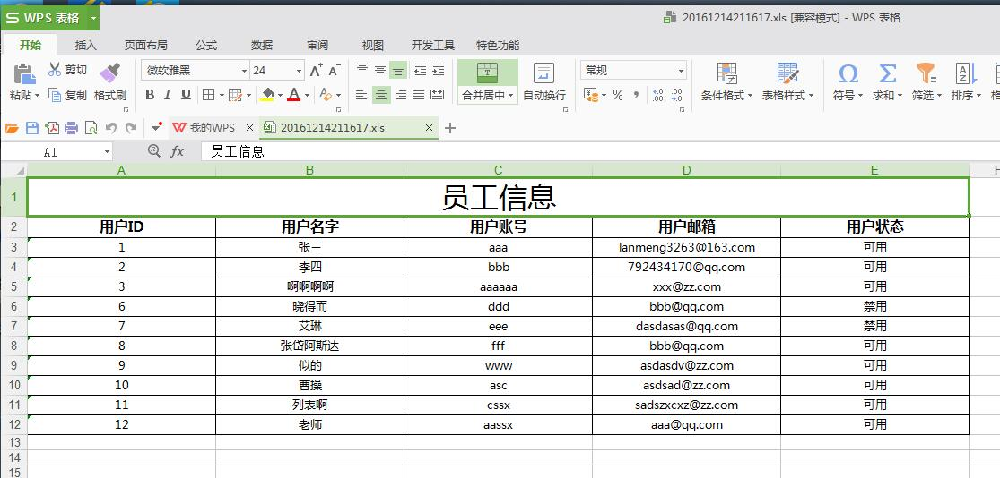 WPS 表格
20161214211617.xls [兼容模式] - WPS 表格
开始 插入 页面布局 公式 数据 审阅 视图 开发工具 特色功能
粘贴 剪切 复制 格式刷 微软雅黑 24 B I U 合并居中 自动换行 常规 条件格式 表格样式 符号 求和 筛选 排序
我的WPS 20161214211617.xls
A1 fx 员工信息
A B C D E F
1 员工信息
2 用户ID 用户名字 用户账号 用户邮箱 用户状态
3 1 张三 aaa lanmeng3263@163.com 可用
4 2 李四 bbb 792434170@qq.com 可用
5 3 啊啊啊啊 aaaaaa xxx@zz.com 可用
6 6 晓得而 ddd bbb@qq.com 禁用
7 7 艾琳 eee dasdasas@qq.com 禁用
8 8 张岱阿斯达 fff bbb@qq.com 可用
9 9 似的 www asdasdv@zz.com 可用
10 10 曹操 asc asdsad@zz.com 可用
11 11 列表啊 cssx sadszxcxz@zz.com 可用
12 12 老师 aassx aaa@qq.com 可用
13
14
15